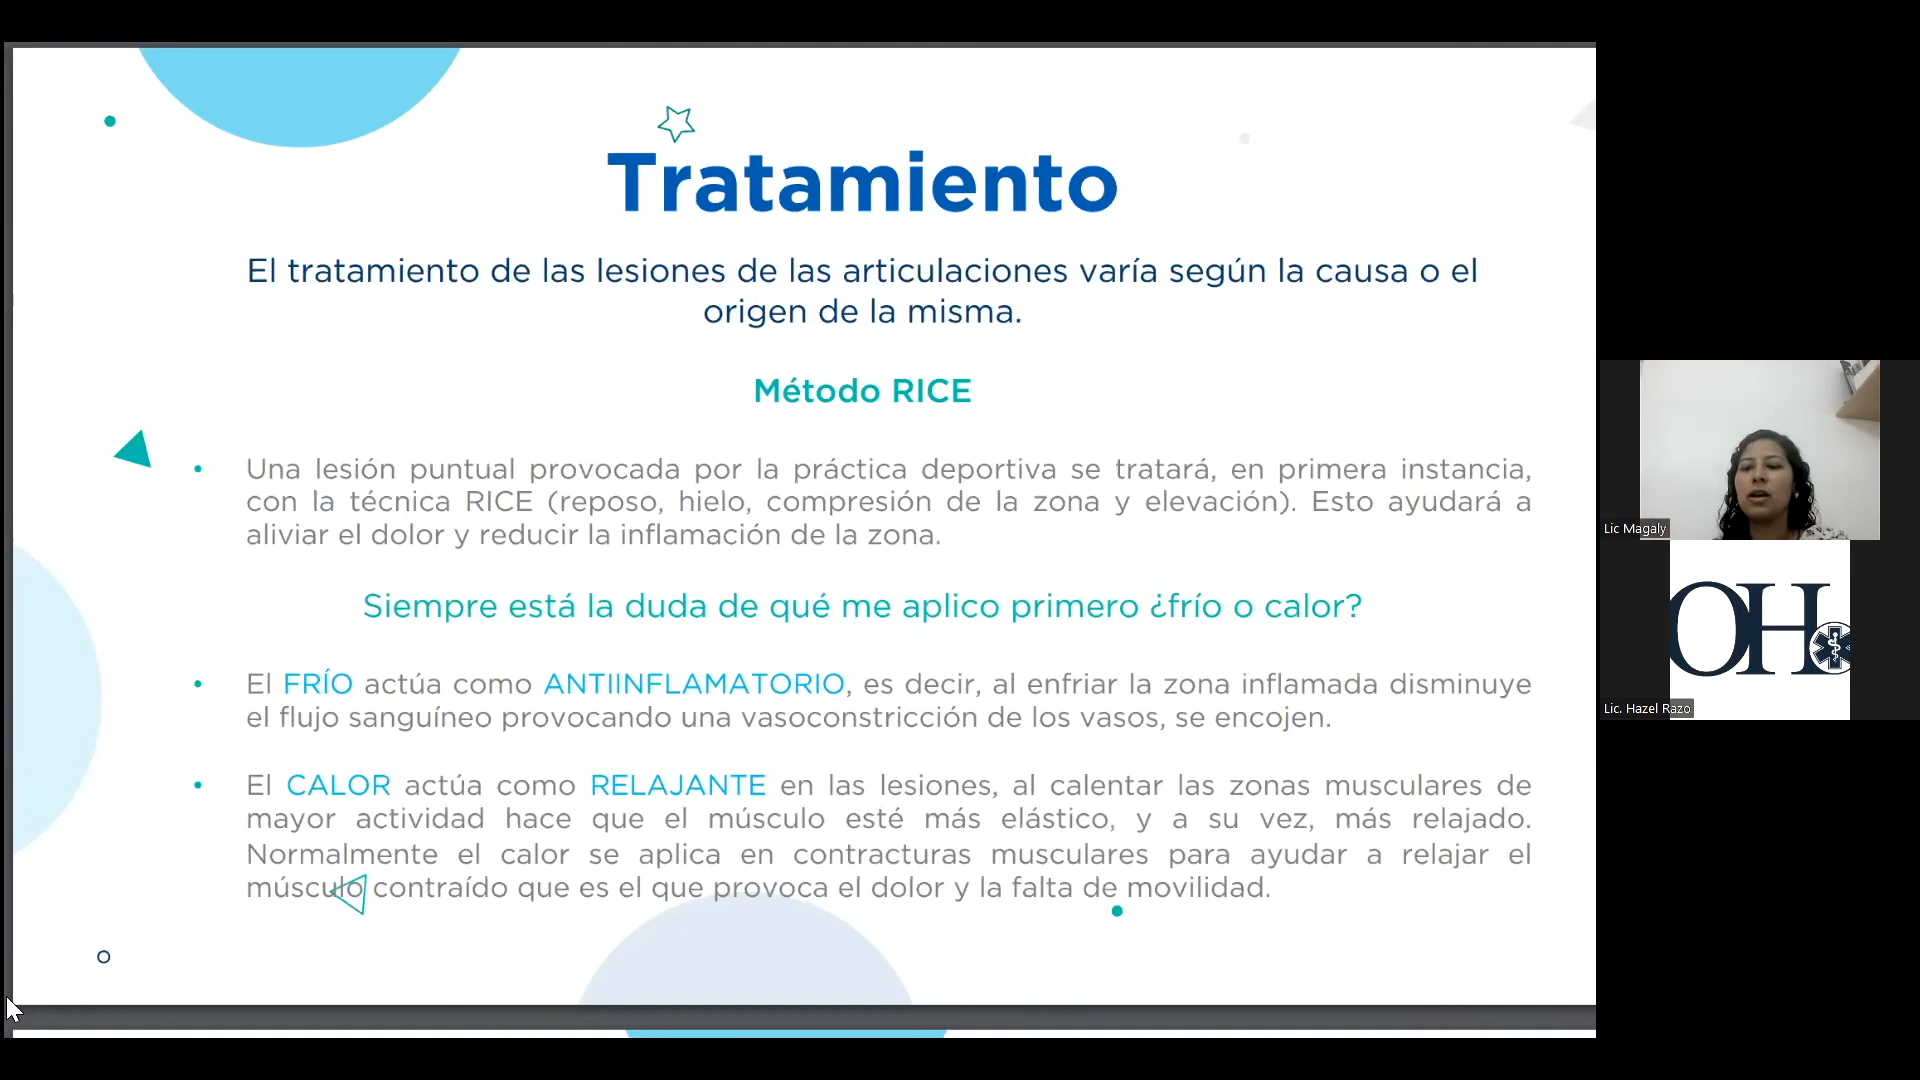 Tratamiento
El tratamiento de las lesiones de las articulaciones varía según la causa o el
origen de la misma.
Método RICE
• Una lesión puntual provocada por la práctica deportiva se tratará, en primera instancia,
con la técnica RICE (reposo, hielo, compresión de la zona y elevación). Esto ayudará a
aliviar el dolor y reducir la inflamación de la zona.
Siempre está la duda de qué me aplico primero ¿frío o calor?
• El FRÍO actúa como ANTIINFLAMATORIO, es decir, al enfriar la zona inflamada disminuye
el flujo sanguíneo provocando una vasoconstricción de los vasos, se encojen.
• El CALOR actúa como RELAJANTE en las lesiones, al calentar las zonas musculares de
mayor actividad hace que el músculo esté más elástico, y a su vez, más relajado.
Normalmente el calor se aplica en contracturas musculares para ayudar a relajar el
músculo contraído que es el que provoca el dolor y la falta de movilidad.
Lic Magaly
OH
Lic. Hazel Razo